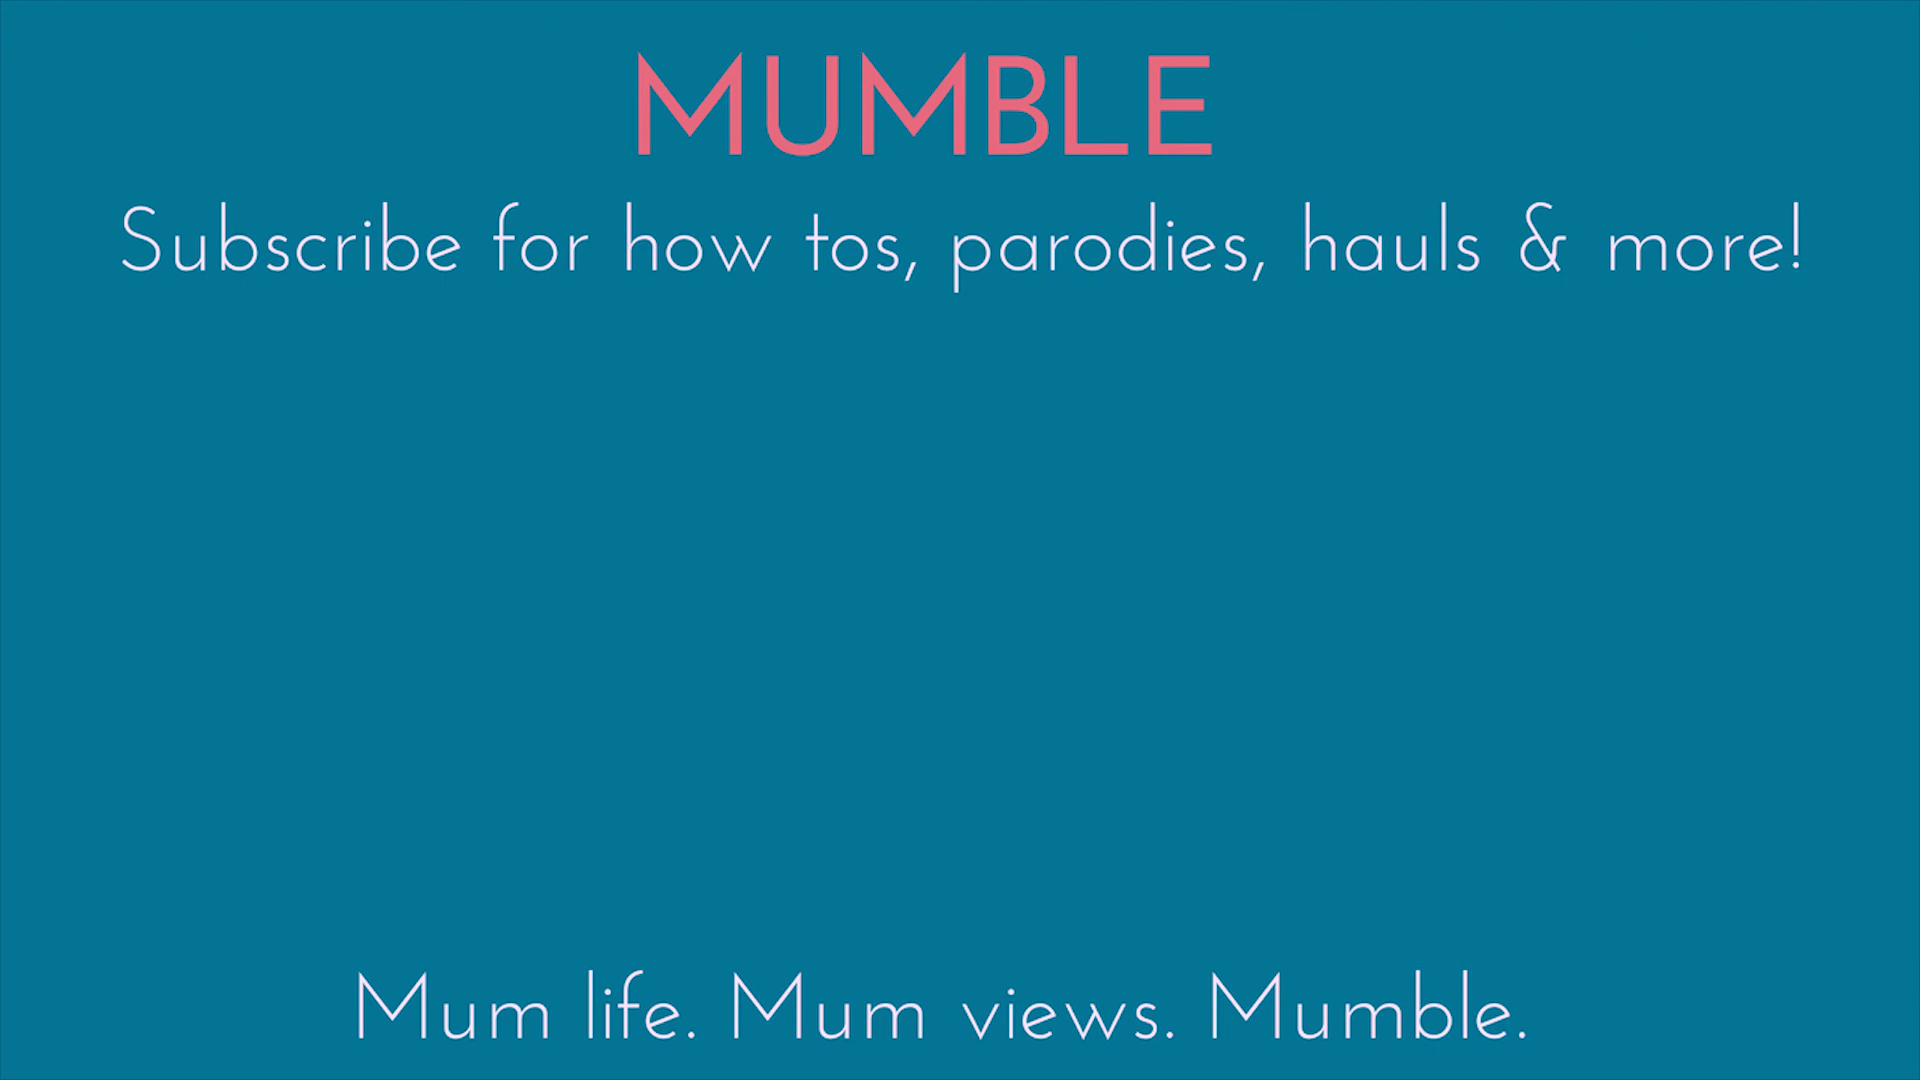 MUMBLE
Subscribe for how tos, parodies, hauls & more!
Mum life. Mum views. Mumble.